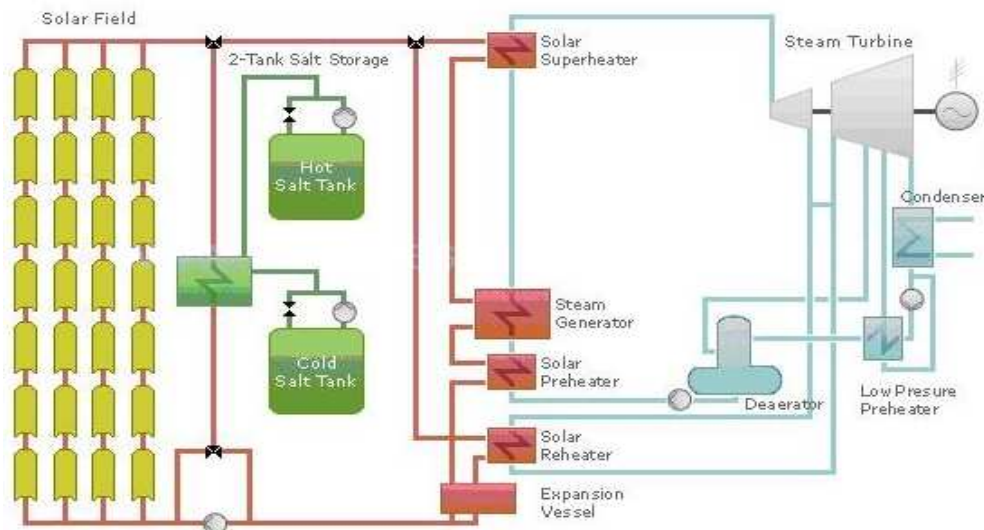 Solar Field
2-Tank Salt Storage
Solar
Superheater
Steam Turbine
Hot
Salt Tank
Condenser
Steam
Generator
Cold
Salt Tank
Solar
Preheater
Deaerator
Low Presure
Preheater
Solar
Reheater
Expansion
Vessel